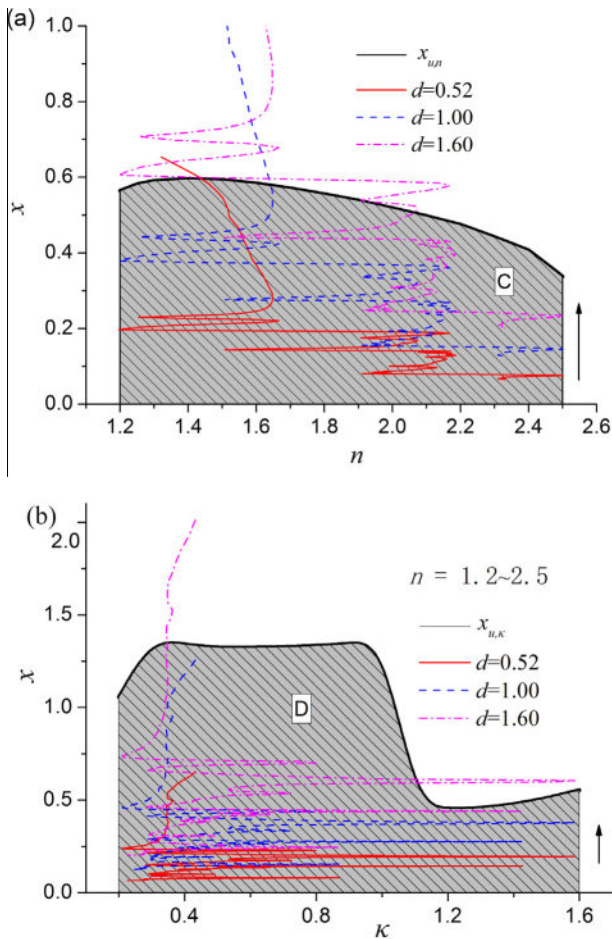 (a)
1.0
0.8
0.6
0.4
0.2
0.0
x
x_{u,n}
d=0.52
d=1.00
d=1.60
C
1.2 1.4 1.6 1.8 2.0 2.2 2.4 2.6
n
(b)
2.0
1.5
1.0
0.5
0.0
x
n = 1.2~2.5
x_{u,κ}
d=0.52
d=1.00
d=1.60
D
0.4 0.8 1.2 1.6
κ